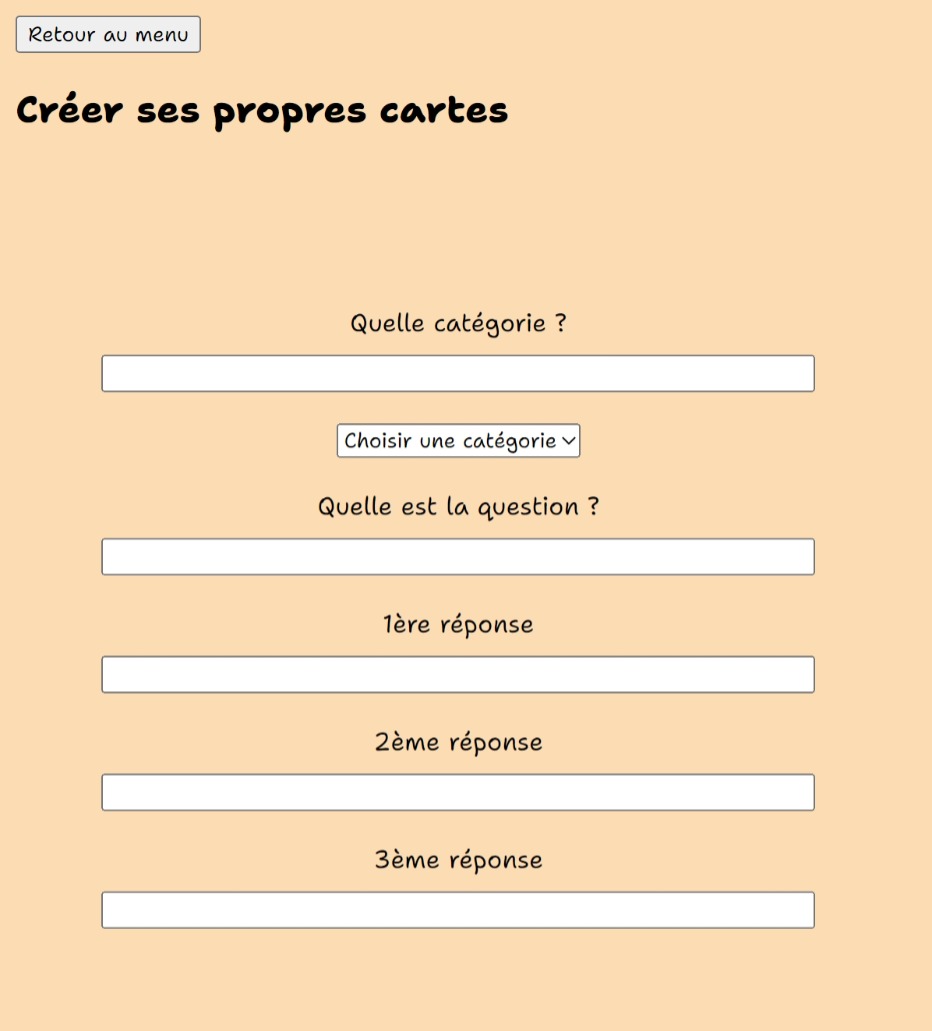 Retour au menu
Créer ses propres cartes
Quelle catégorie ?
Choisir une catégorie
Quelle est la question ?
1ère réponse
2ème réponse
3ème réponse